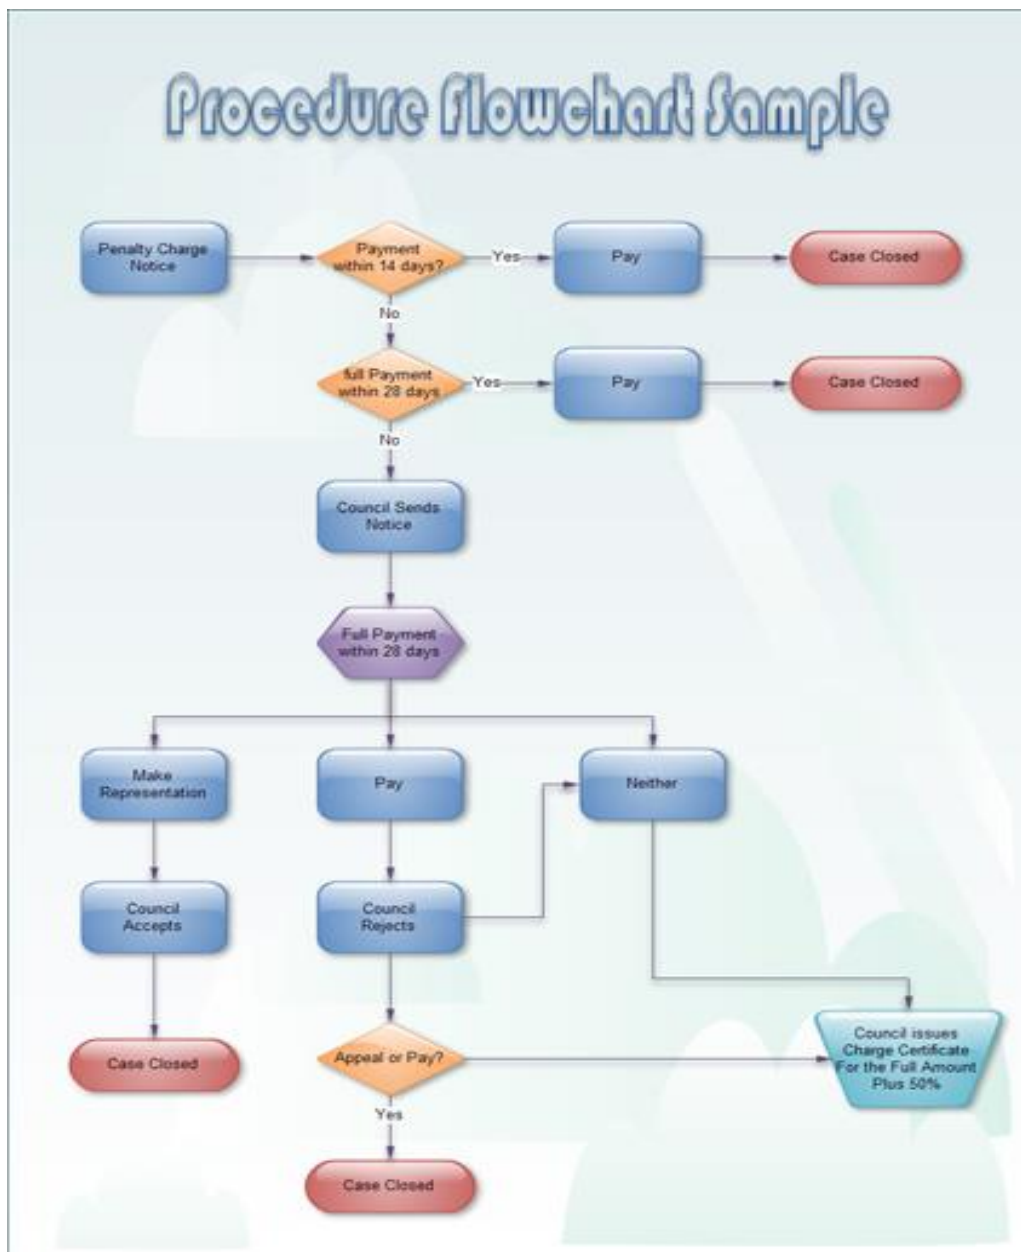 Procedure Flowchart Sample
Penalty Charge
Notice
Payment
within 14 days?
Yes
Pay
Case Closed
No
full Payment
within 28 days
Yes
Pay
Case Closed
No
Council Sends
Notice
Full Payment
within 28 days
Make
Representation
Pay
Neither
Council
Accepts
Council
Rejects
Case Closed
Appeal or Pay?
Council issues
Charge Certificate
For the Full Amount
Plus 50%
Yes
Case Closed